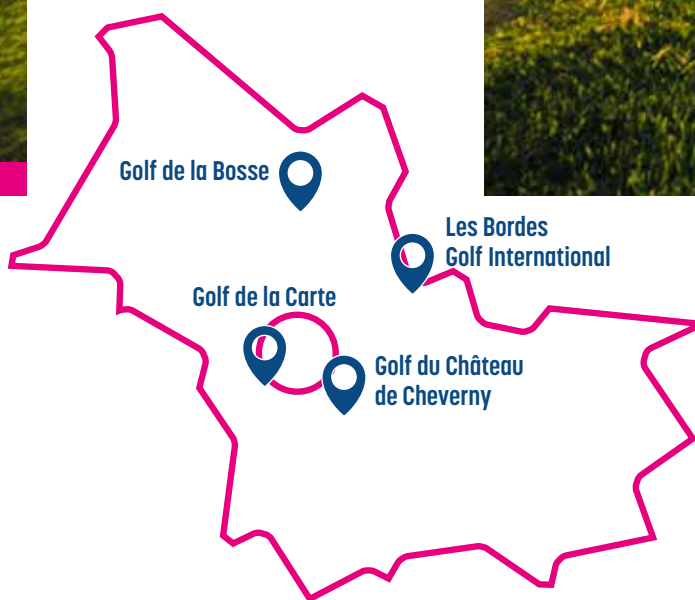 Golf de la Bosse
Les Bordes
Golf International
Golf de la Carte
Golf du Château
de Cheverny